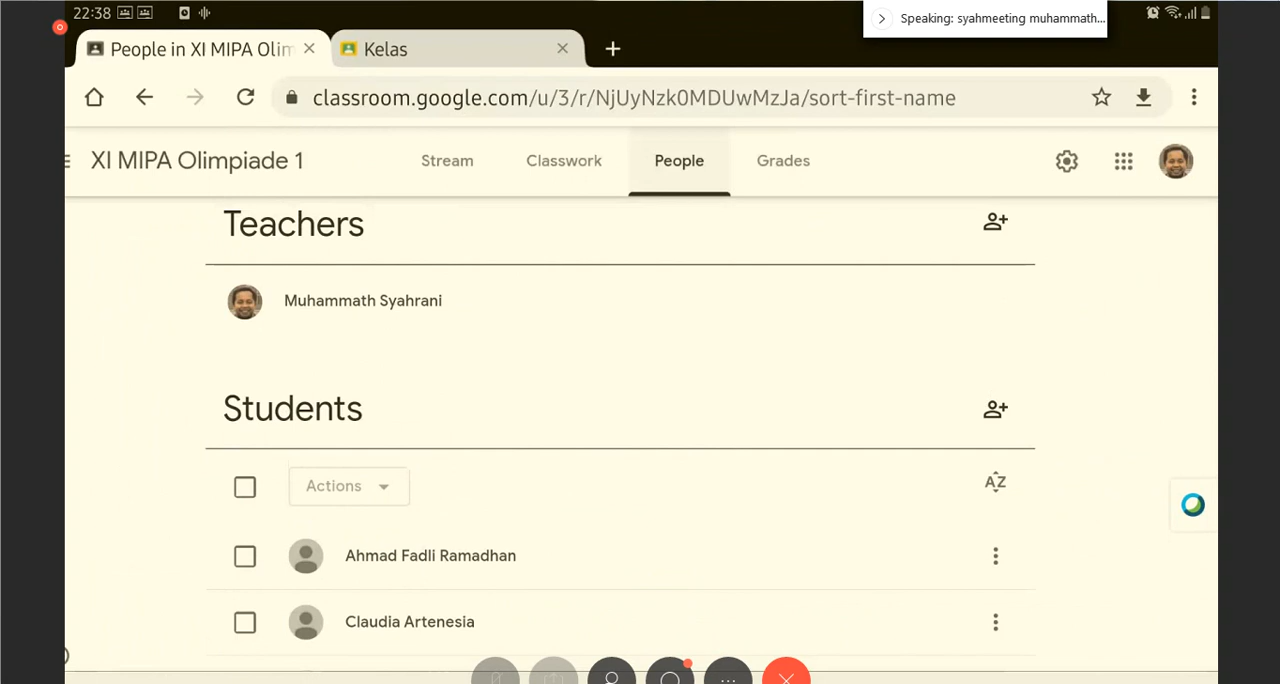 22:38
Speaking: syahmeeting muhammath...
People in XI MIPA Olim
Kelas
classroom.google.com/u/3/r/NjUyNzk0MDUwMzJa/sort-first-name
XI MIPA Olimpiade 1
Stream
Classwork
People
Grades
Teachers
Muhammath Syahrani
Students
Actions
AZ
Ahmad Fadli Ramadhan
Claudia Artenesia